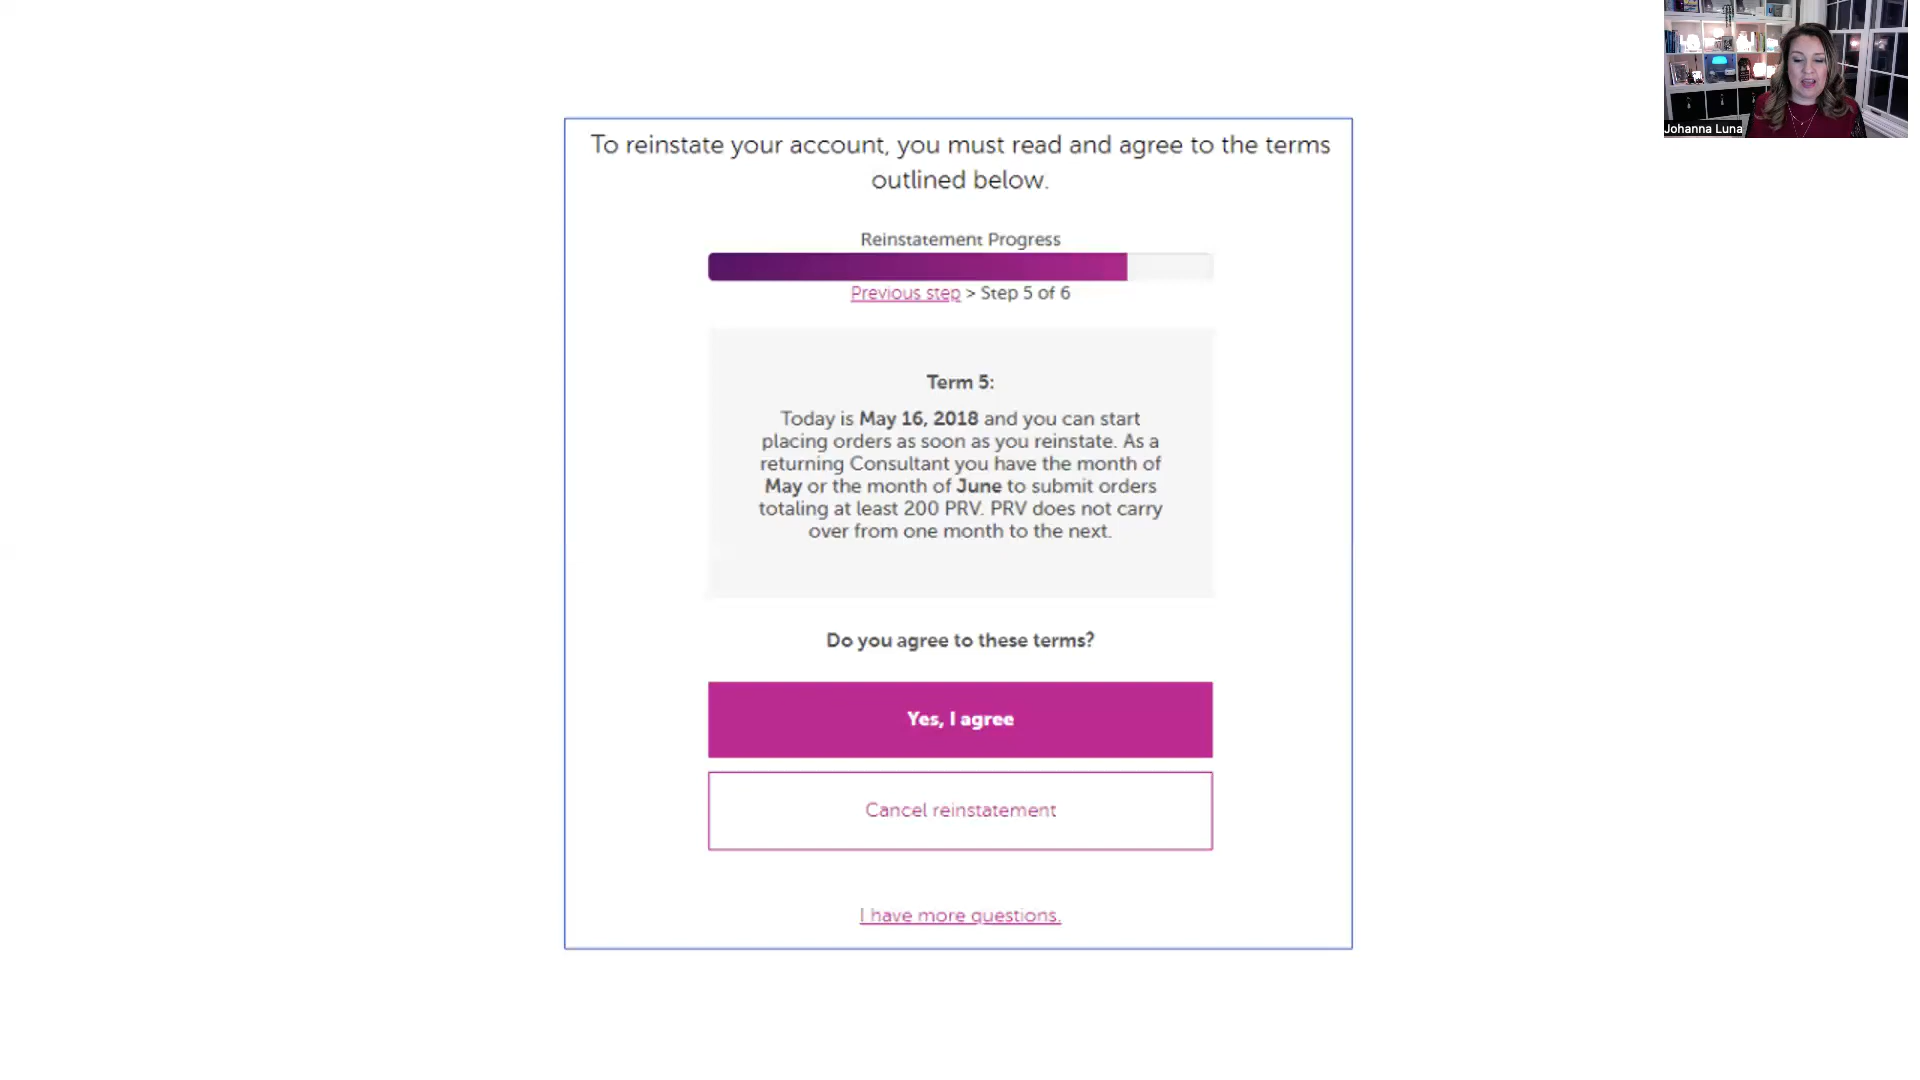 Johanna Luna
To reinstate your account, you must read and agree to the terms
outlined below.
Reinstatement Progress
Previous step > Step 5 of 6
Term 5:
Today is May 16, 2018 and you can start
placing orders as soon as you reinstate. As a
returning Consultant you have the month of
May or the month of June to submit orders
totaling at least 200 PRV. PRV does not carry
over from one month to the next.
Do you agree to these terms?
Yes, I agree
Cancel reinstatement
I have more questions.